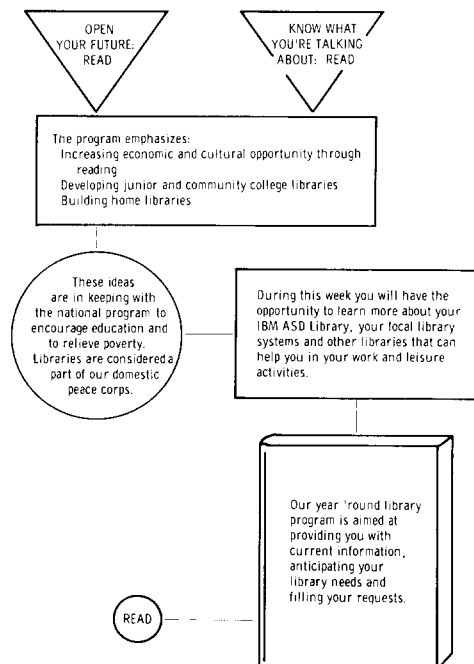 OPEN
YOUR FUTURE:
READ
KNOW WHAT
YOU'RE TALKING
ABOUT: READ
The program emphasizes:
Increasing economic and cultural opportunity through
reading
Developing junior and community college libraries
Building home libraries
These ideas
are in keeping with
the national program to
encourage education and
to relieve poverty.
Libraries are considered a
part of our domestic
peace corps.
During this week you will have the
opportunity to learn more about your
IBM ASD Library, your local library
systems and other libraries that can
help you in your work and leisure
activities.
Our year 'round library
program is aimed at
providing you with
current information,
anticipating your
library needs and
filling your requests.
READ